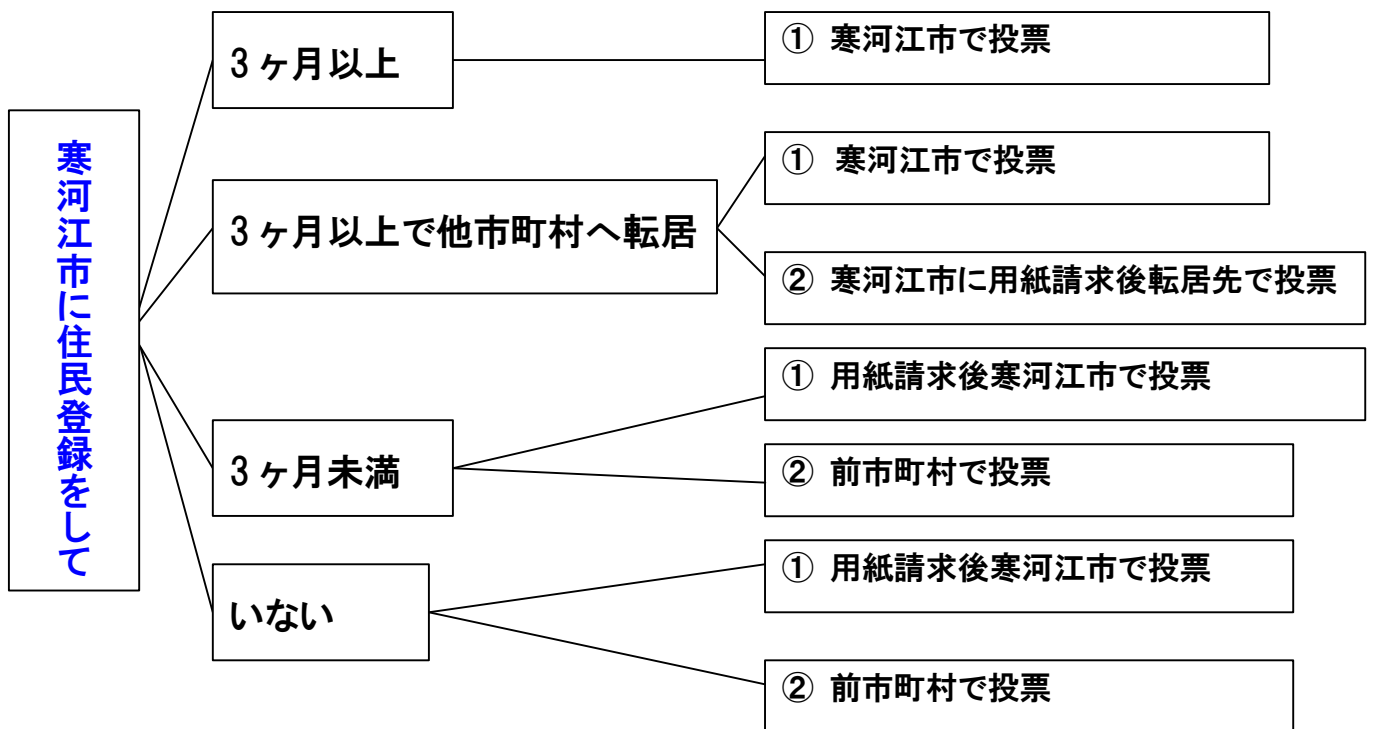 寒河江市に住民登録をして
3ヶ月以上
① 寒河江市で投票
3ヶ月以上で他市町村へ転居
① 寒河江市で投票
② 寒河江市に用紙請求後転居先で投票
3ヶ月未満
① 用紙請求後寒河江市で投票
② 前市町村で投票
いない
① 用紙請求後寒河江市で投票
② 前市町村で投票